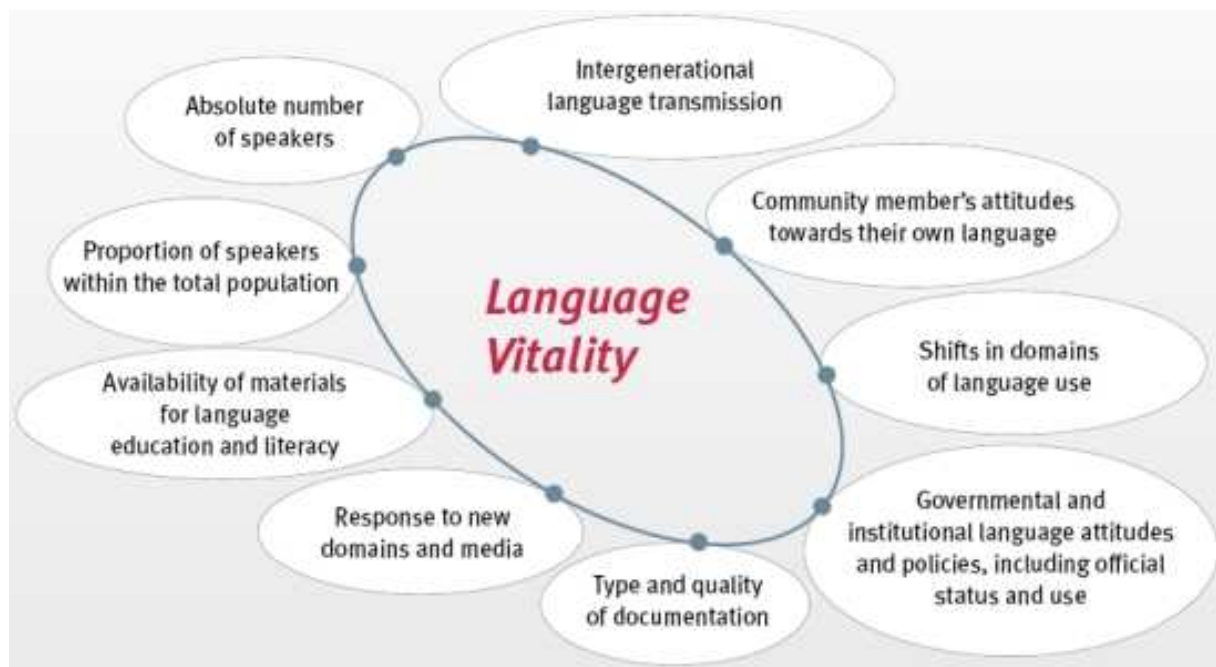 Intergenerational
language transmission
Absolute number
of speakers
Community member's attitudes
towards their own language
Proportion of speakers
within the total population
Language
Vitality
Shifts in domains
of language use
Availability of materials
for language
education and literacy
Governmental and
institutional language attitudes
and policies, including official
status and use
Response to new
domains and media
Type and quality
of documentation